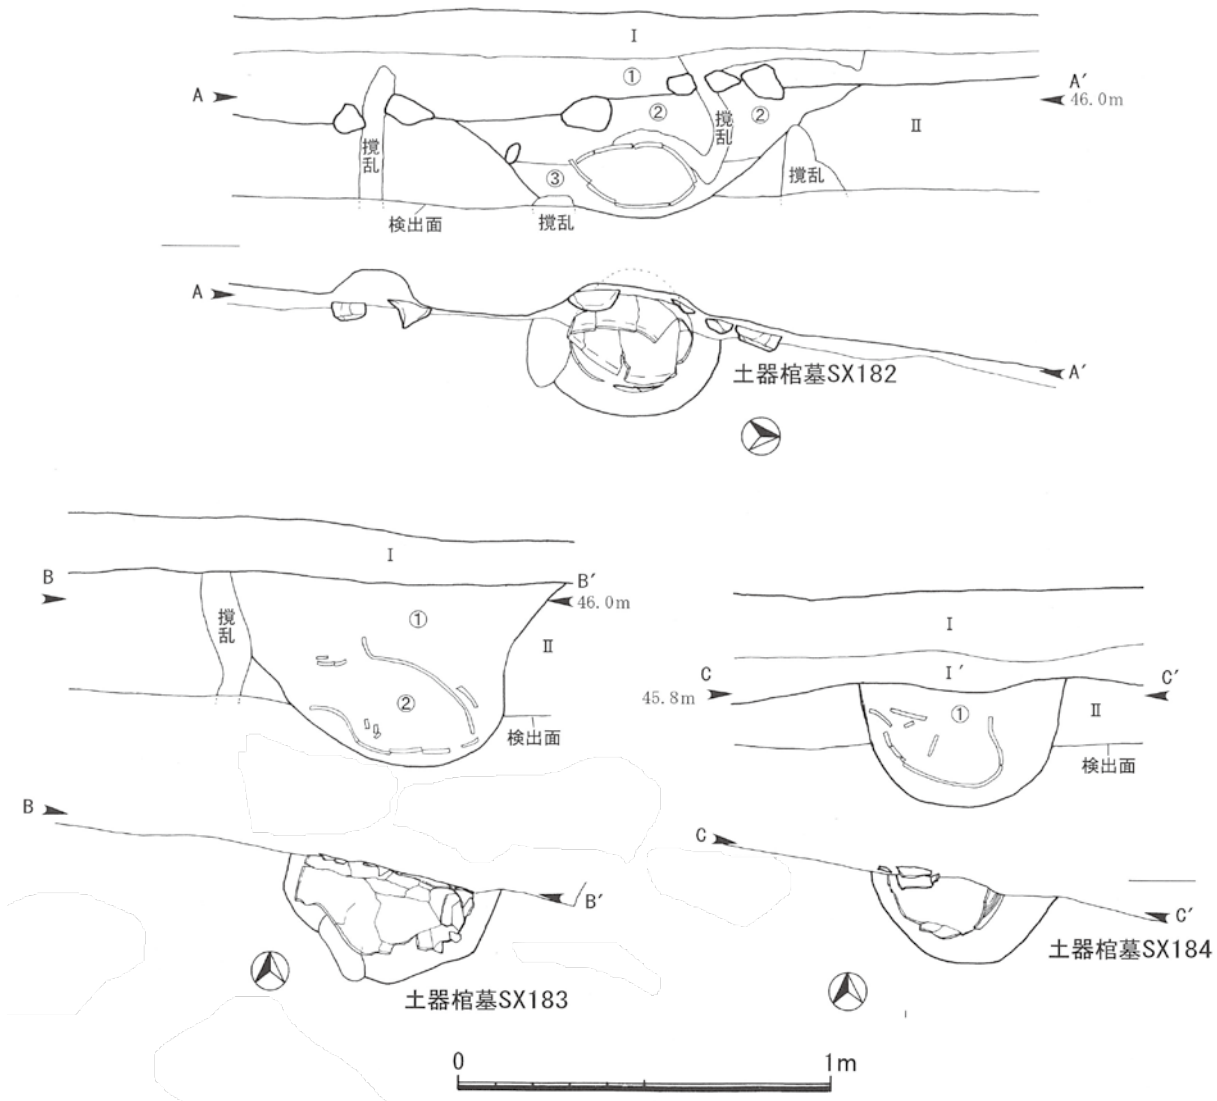 I
①
A
A′
46.0m
②
②
II
撹乱
撹乱
撹乱
③
検出面
撹乱
A
土器棺墓SX182
A′
I
B
B′
46.0m
①
撹乱
II
②
検出面
B
B′
土器棺墓SX183
I
I′
C
C′
45.8m
①
II
検出面
C
C′
土器棺墓SX184
0
1m